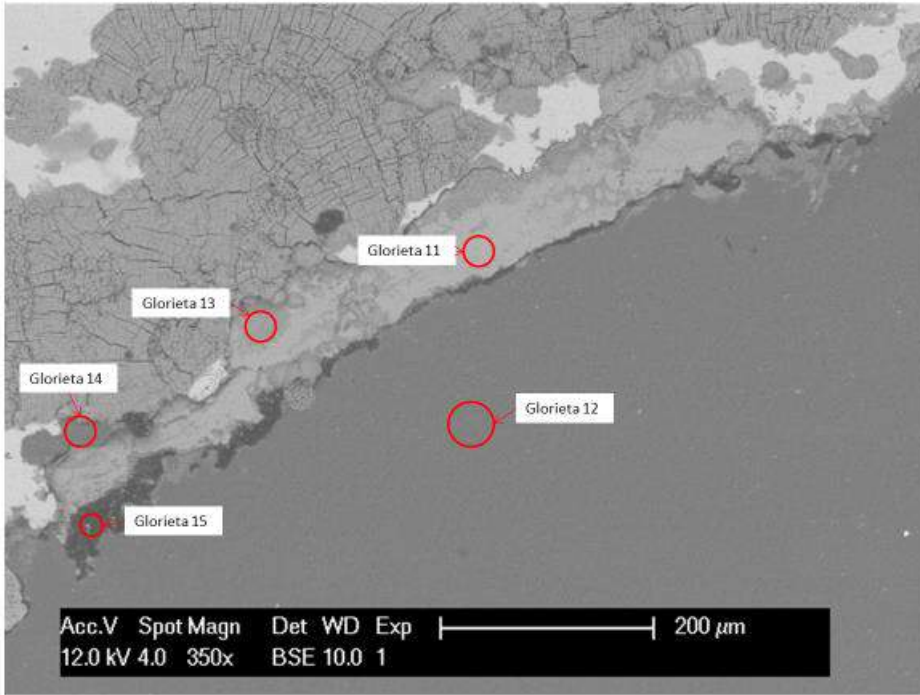 Glorieta 11
Glorieta 13
Glorieta 14
Glorieta 12
Glorieta 15
Acc.V Spot Magn Det WD Exp 200 µm
12.0 kV 4.0 350x BSE 10.0 1